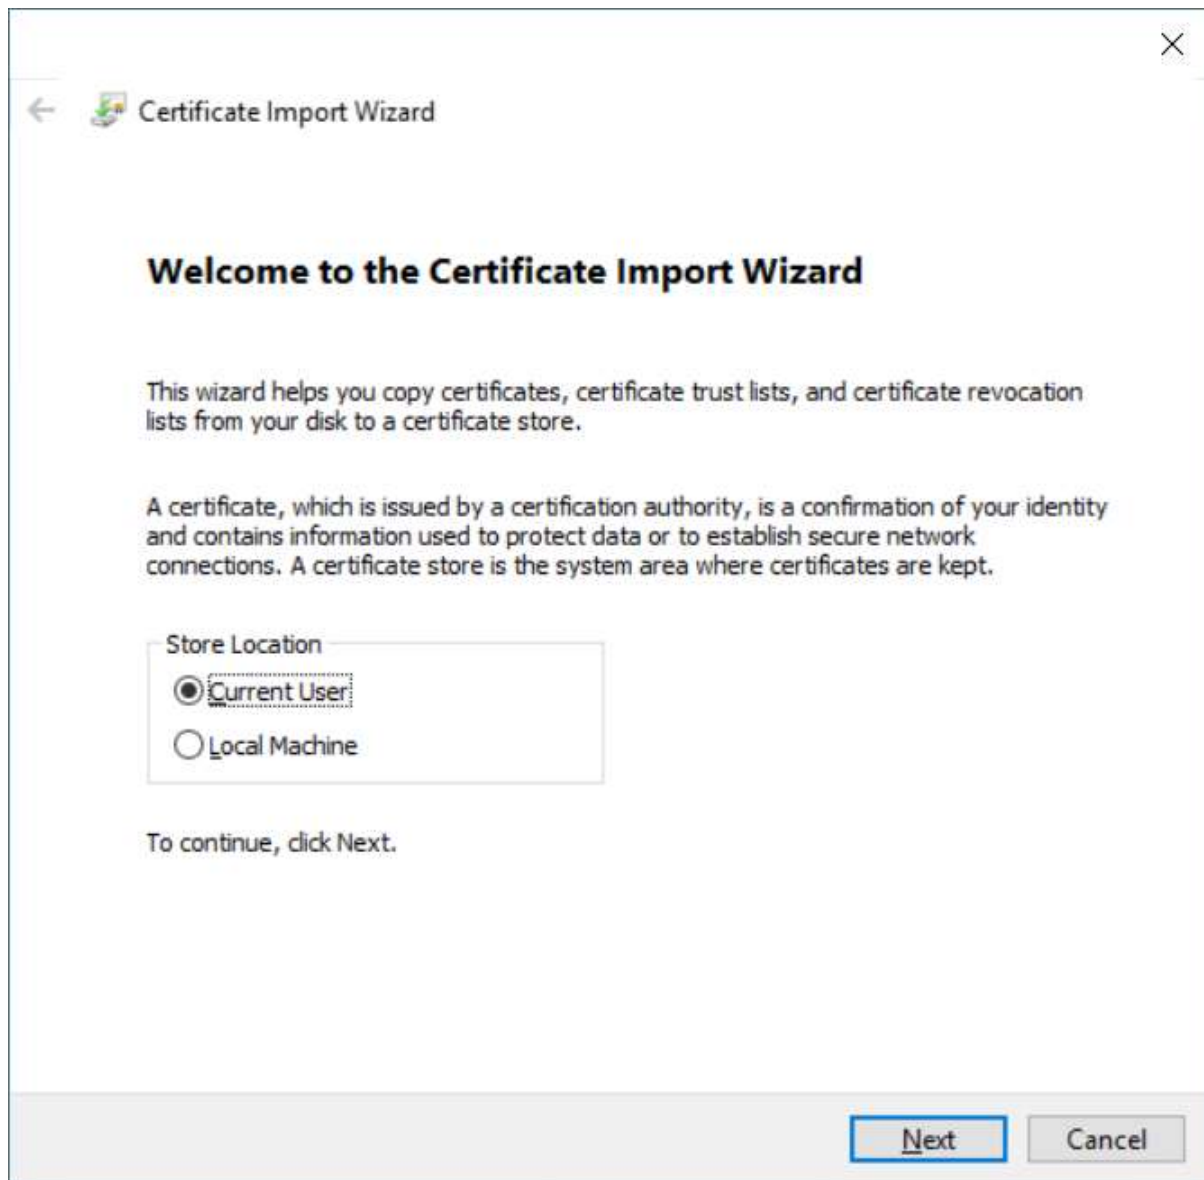 Certificate Import Wizard
Welcome to the Certificate Import Wizard
This wizard helps you copy certificates, certificate trust lists, and certificate revocation
lists from your disk to a certificate store.
A certificate, which is issued by a certification authority, is a confirmation of your identity
and contains information used to protect data or to establish secure network
connections. A certificate store is the system area where certificates are kept.
Store Location
Current User
Local Machine
To continue, click Next.
Next Cancel